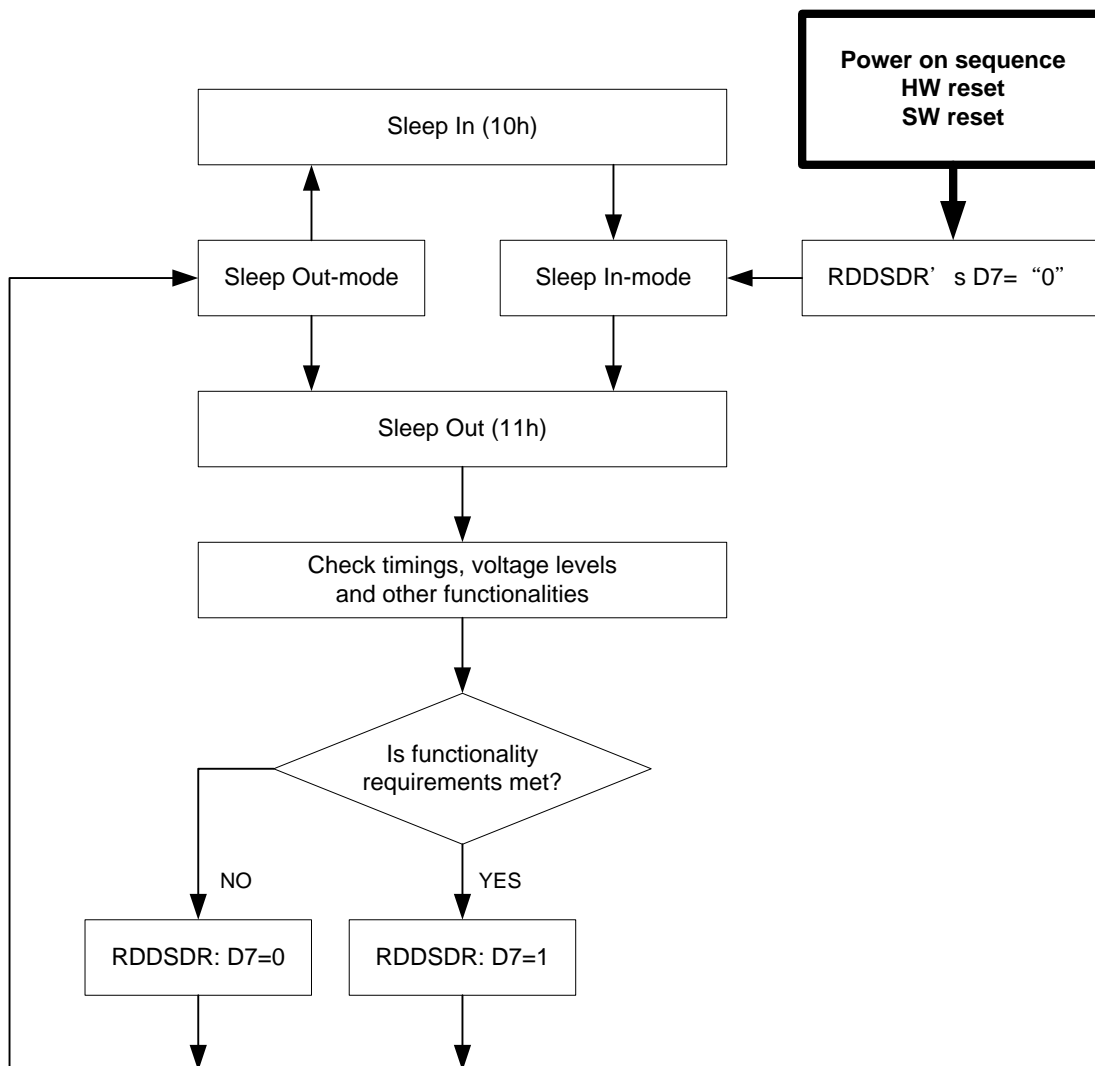 Power on sequence
HW reset
SW reset
Sleep In (10h)
Sleep Out-mode
Sleep In-mode
RDDSDR’ s D7= “0”
Sleep Out (11h)
Check timings, voltage levels
and other functionalities
Is functionality
requirements met?
NO
YES
RDDSDR: D7=0
RDDSDR: D7=1